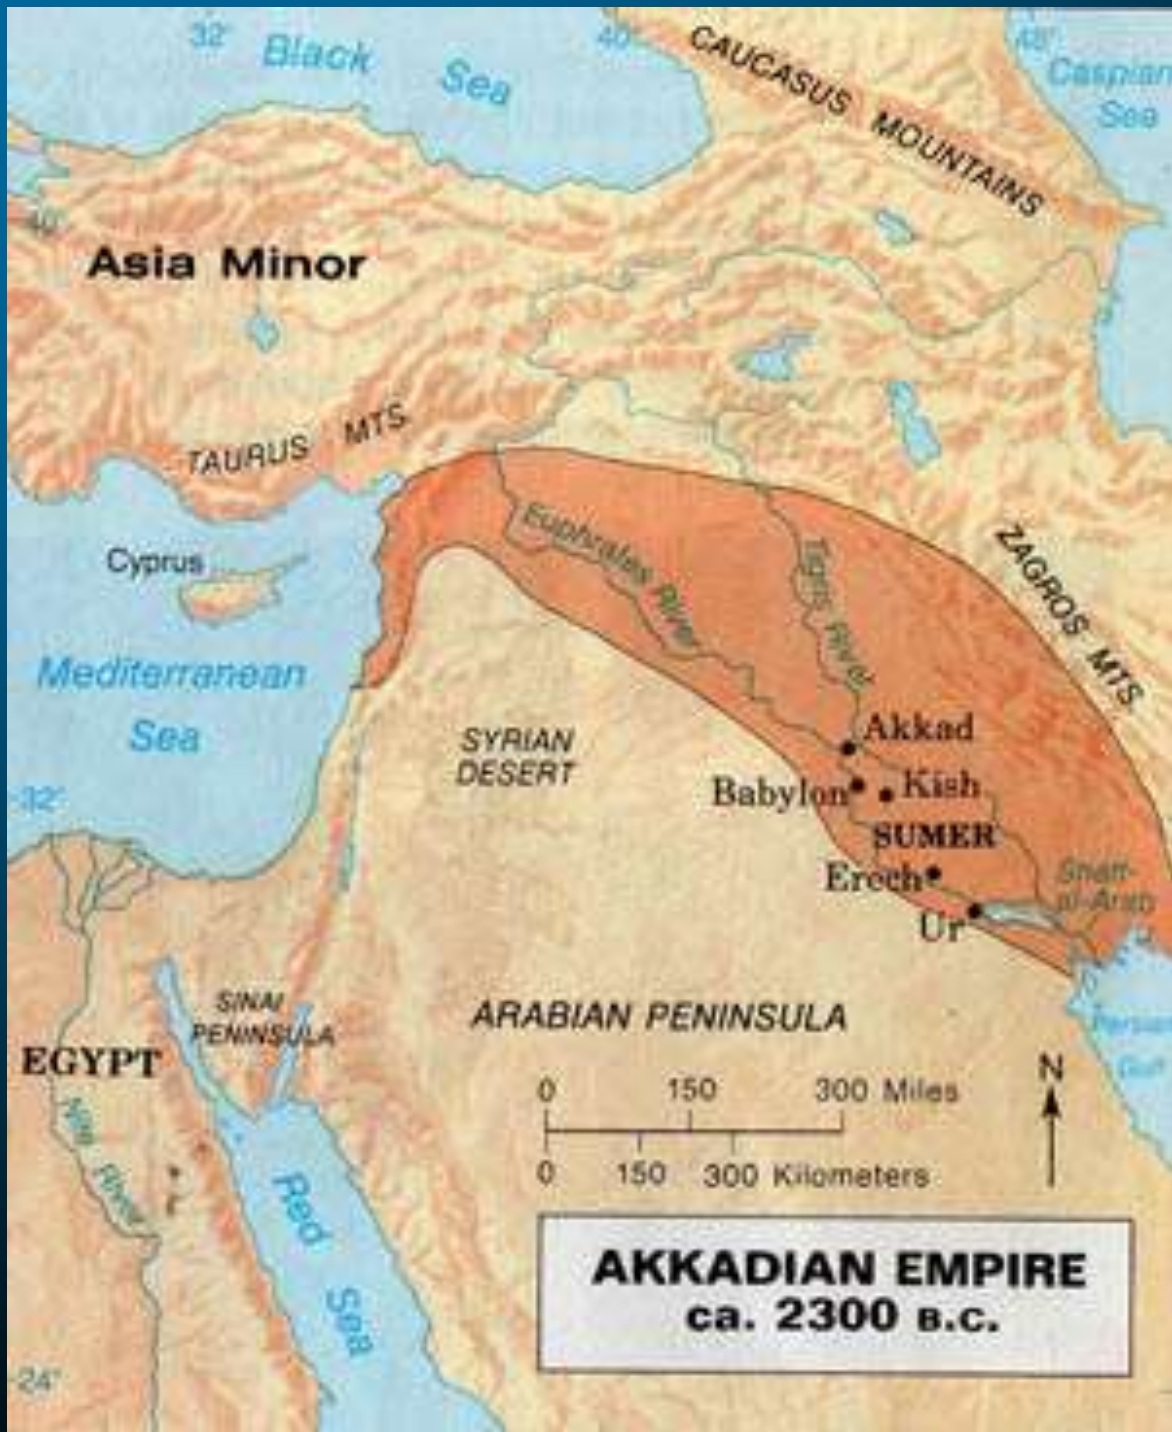 32°
Black
Sea
40°
CAUCASUS MOUNTAINS
48°
Caspian
Sea
40°
Asia Minor
TAURUS MTS.
Cyprus
Euphrates River
Tigris River
ZAGROS MTS.
Mediterranean
Sea
SYRIAN
DESERT
Akkad
Babylon
Kish
32°
SUMER
Erech
Shatt-
al-Arab
Ur
SINAI
PENINSULA
ARABIAN PENINSULA
EGYPT
Persian
Gulf
N
0 150 300 Miles
0 150 300 Kilometers
Nile River
Red
Sea
AKKADIAN EMPIRE
ca. 2300 B.C.
24°